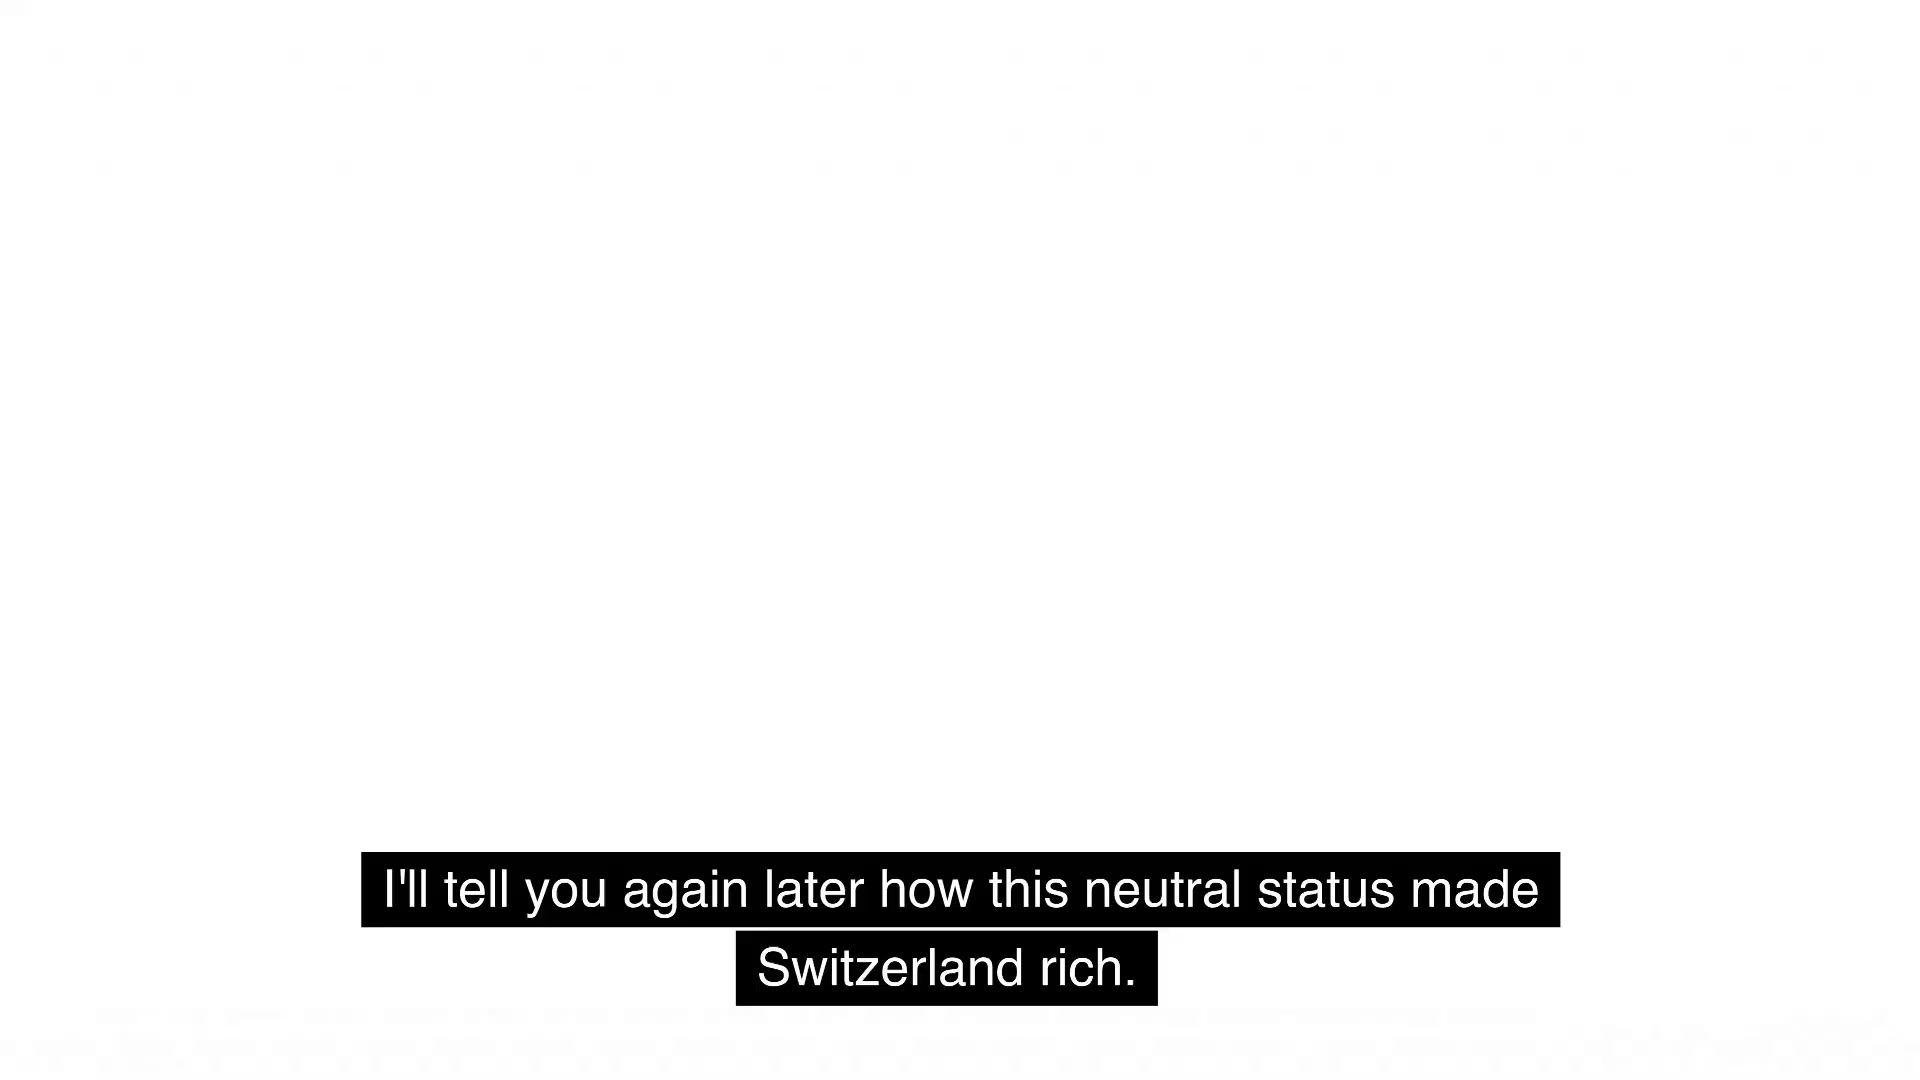 I'll tell you again later how this neutral status made
Switzerland rich.